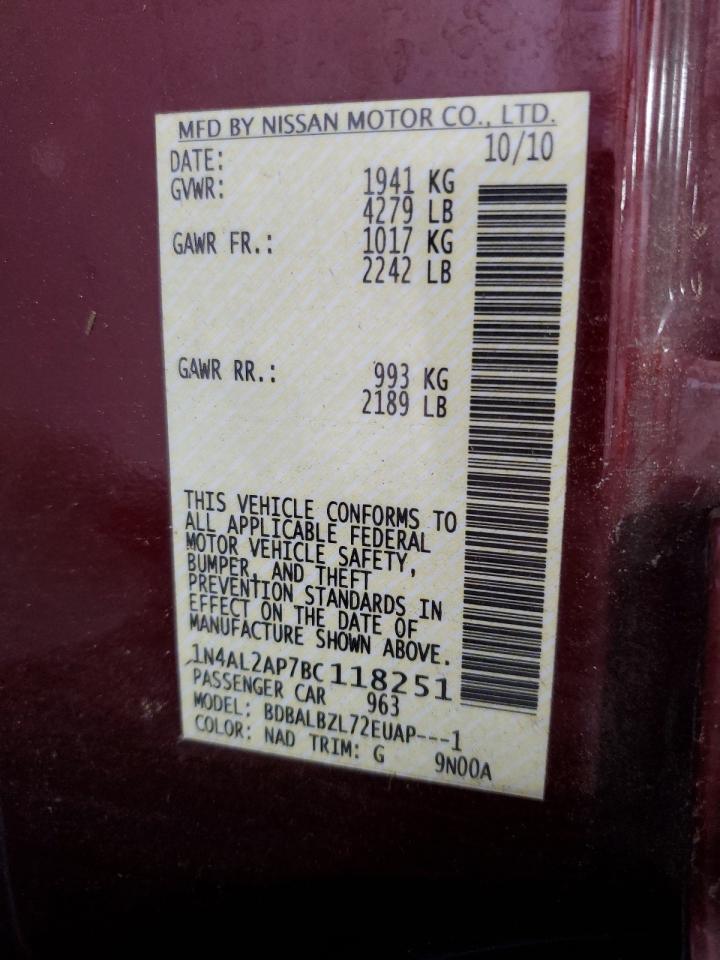 MFD BY NISSAN MOTOR CO., LTD.
DATE: 10/10
GVWR: 1941 KG
4279 LB
GAWR FR.: 1017 KG
2242 LB
GAWR RR.: 993 KG
2189 LB
THIS VEHICLE CONFORMS TO
ALL APPLICABLE FEDERAL
MOTOR VEHICLE SAFETY,
BUMPER, AND THEFT
PREVENTION STANDARDS IN
EFFECT ON THE DATE OF
MANUFACTURE SHOWN ABOVE.
1N4AL2AP7BC118251
PASSENGER CAR 963
MODEL: BDBALBZL72EUAP---1
COLOR: NAD TRIM: G 9N00A